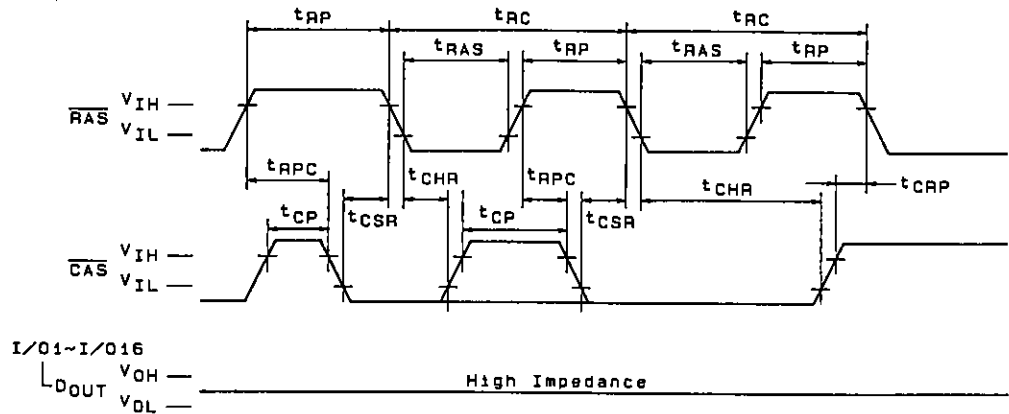 tRP tRC tRC
tRAS tRP tRAS tRP
RAS VIH
VIL
tRPC tCHR tRPC tCHR tCRP
tCP tCSR tCP tCSR
CAS VIH
VIL
I/O1~I/O16
DOUT VOH
High Impedance
VOL